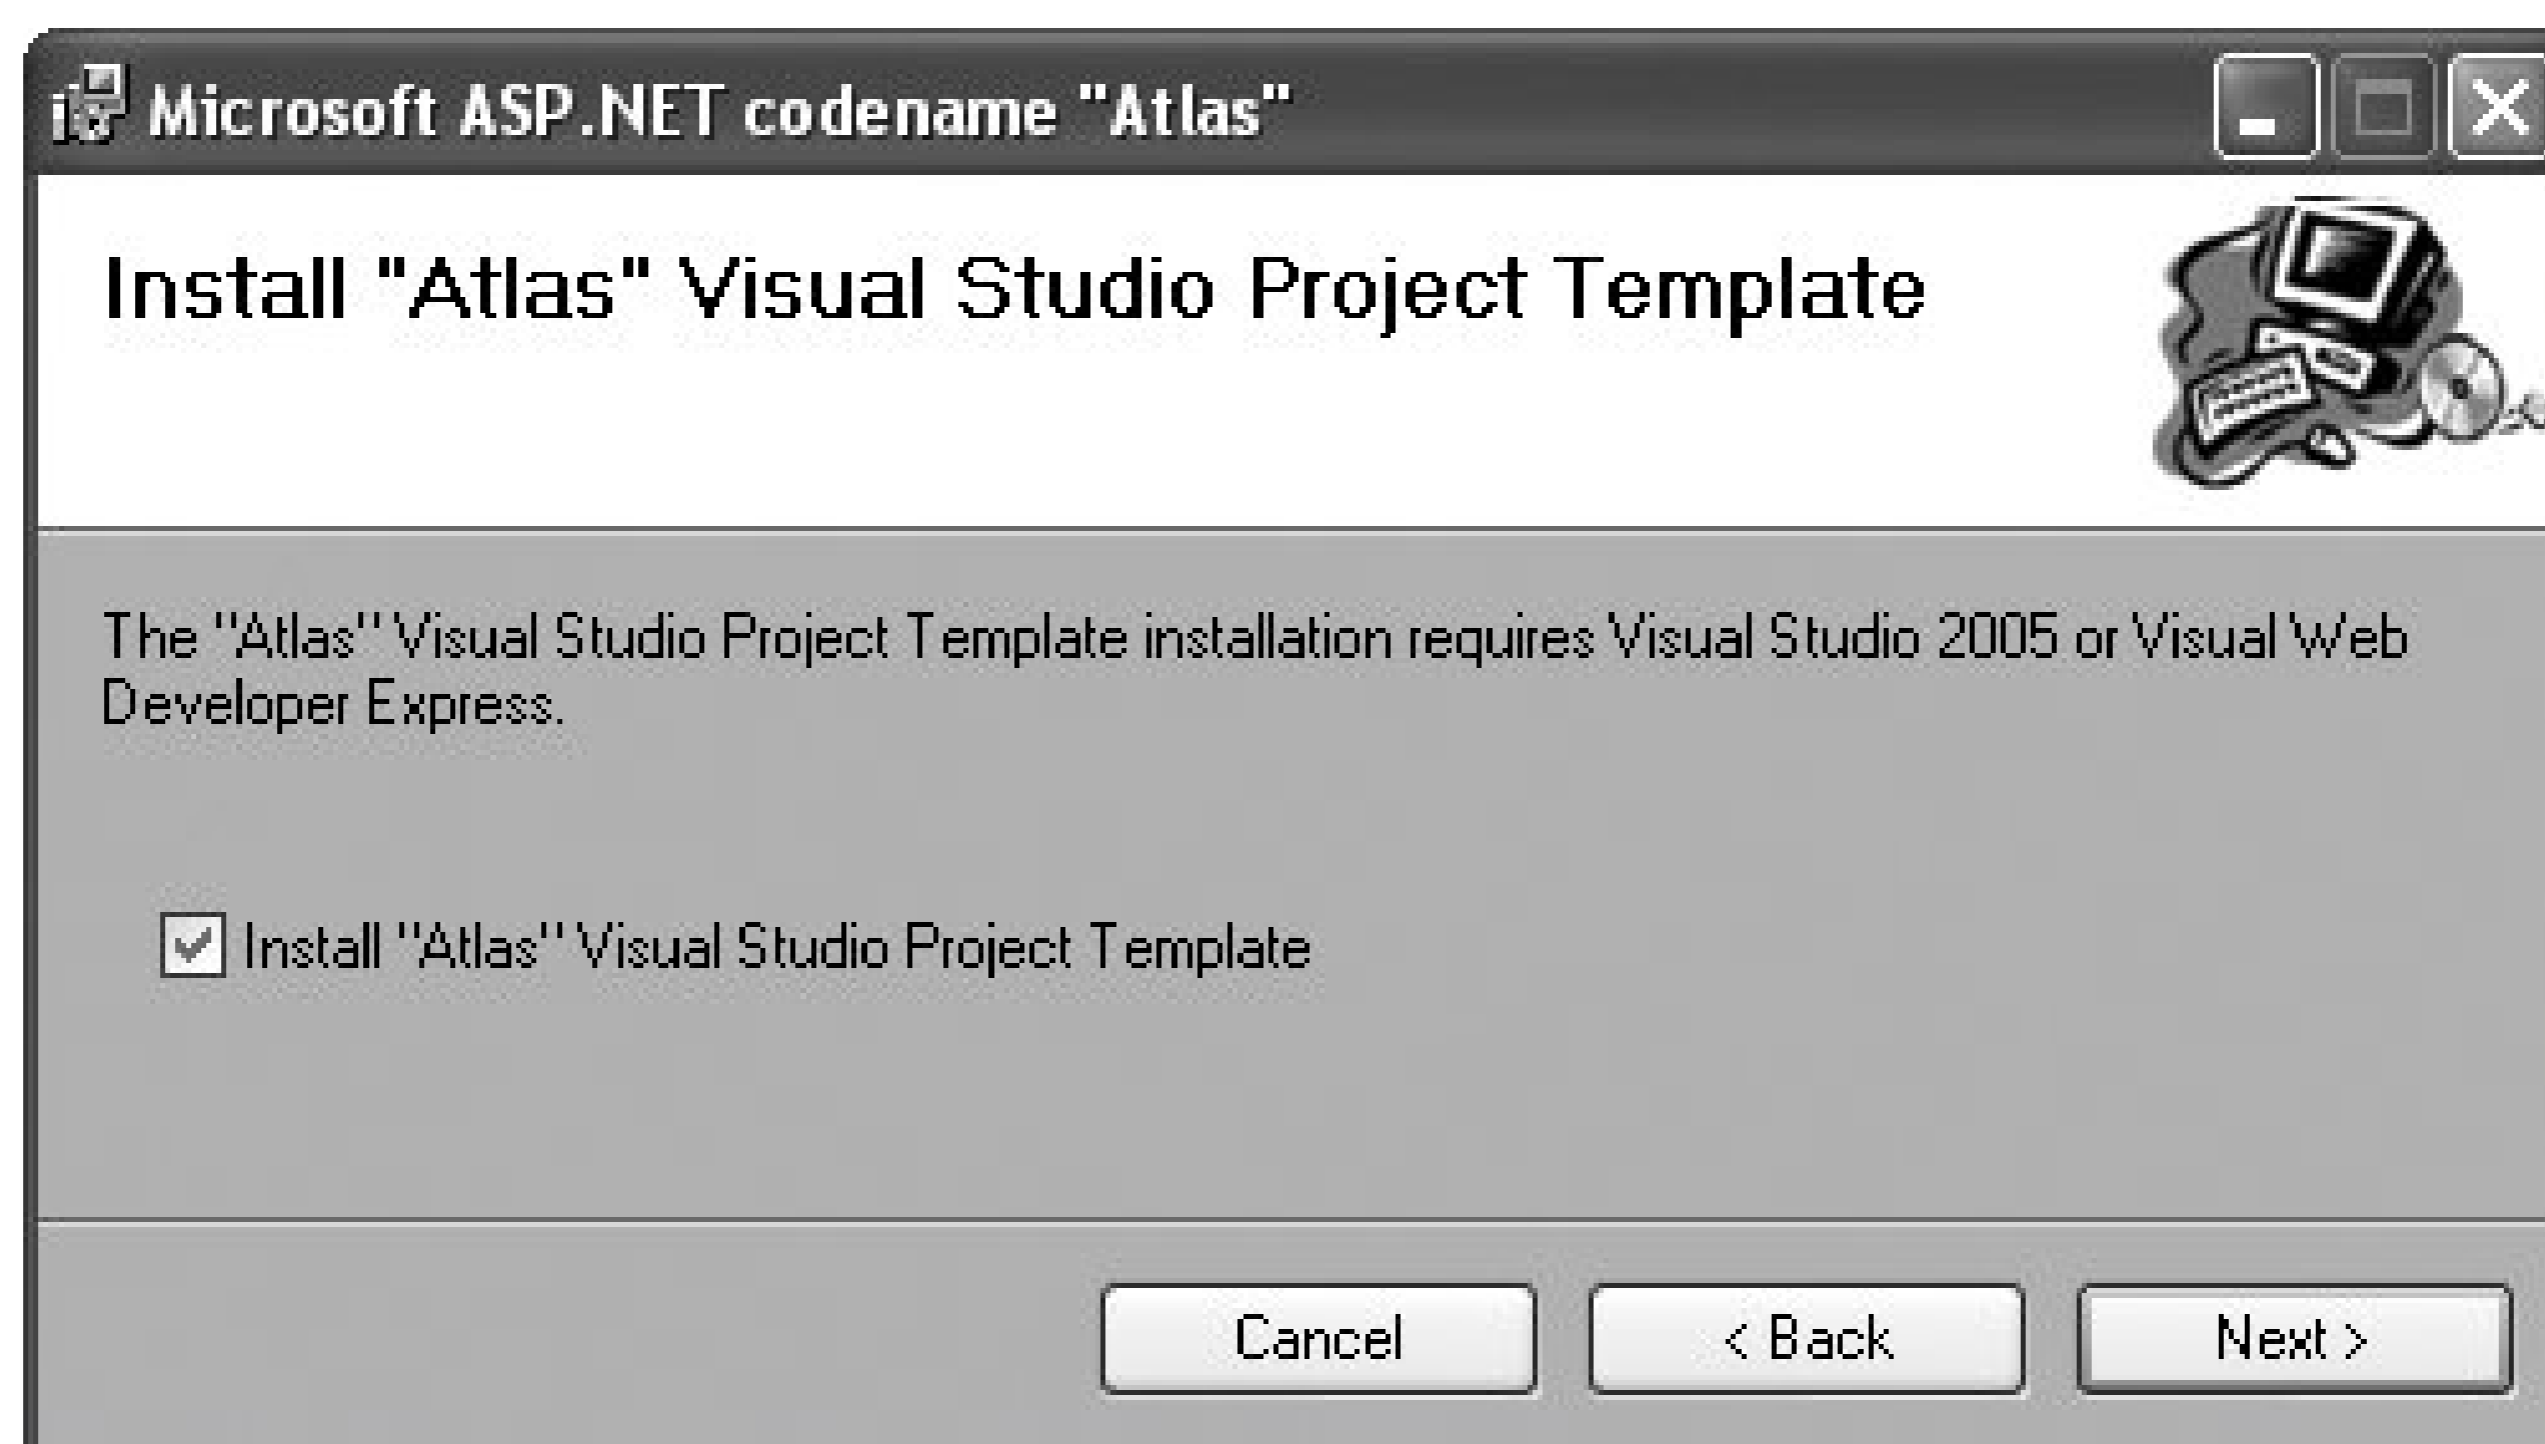 Microsoft ASP.NET codename "Atlas"
Install "Atlas" Visual Studio Project Template
The "Atlas" Visual Studio Project Template installation requires Visual Studio 2005 or Visual Web
Developer Express.
Install "Atlas" Visual Studio Project Template
Cancel
< Back
Next >